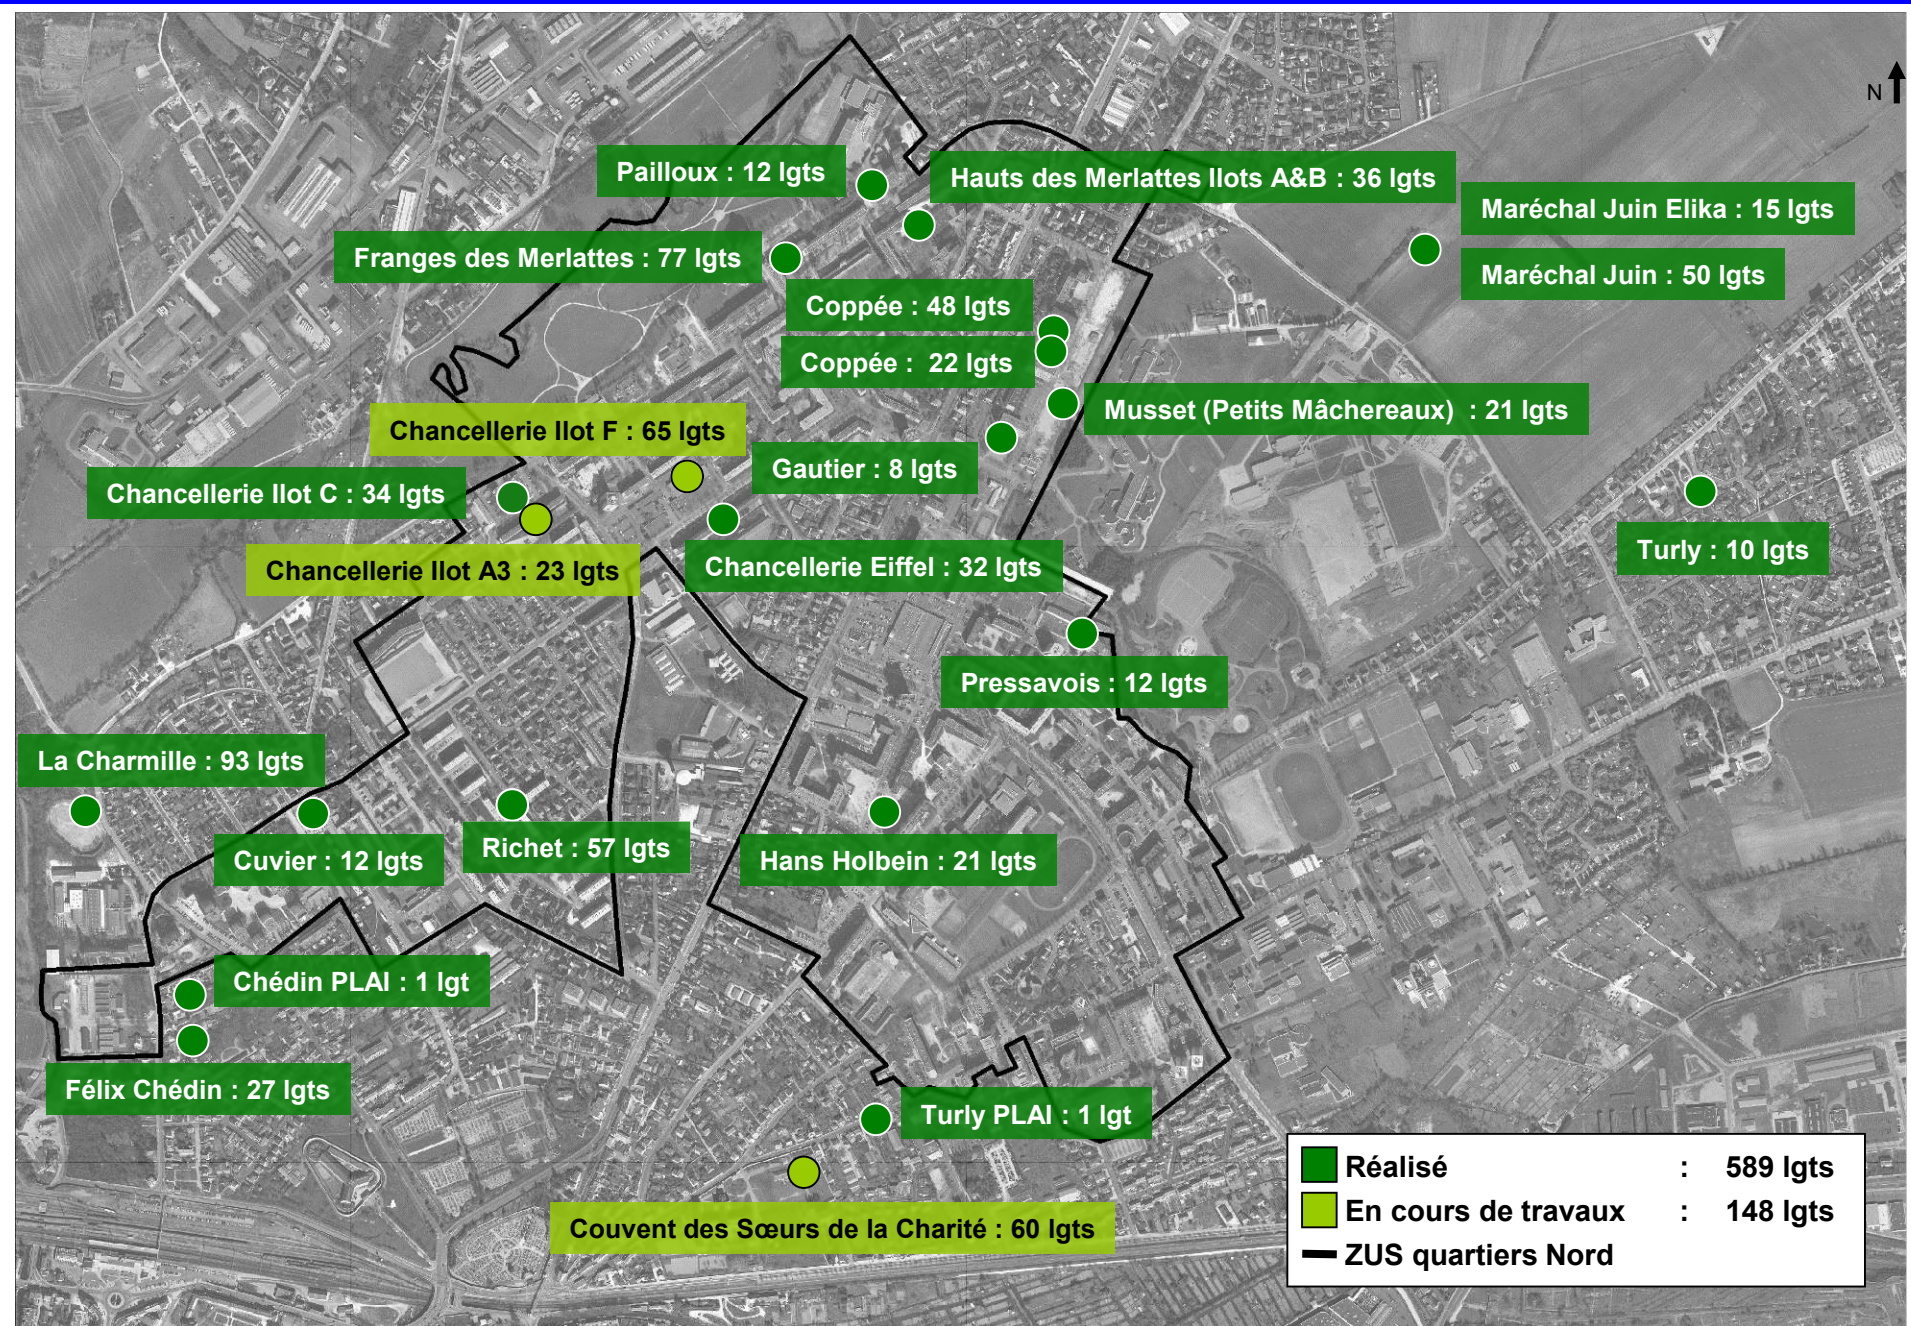 N
Pailloux : 12 lgts
Hauts des Merlattes Ilots A&B : 36 lgts
Maréchal Juin Elika : 15 lgts
Franges des Merlattes : 77 lgts
Maréchal Juin : 50 lgts
Coppée : 48 lgts
Coppée : 22 lgts
Musset (Petits Mâchereaux) : 21 lgts
Chancellerie Ilot F : 65 lgts
Gautier : 8 lgts
Chancellerie Ilot C : 34 lgts
Turly : 10 lgts
Chancellerie Ilot A3 : 23 lgts
Chancellerie Eiffel : 32 lgts
Pressavois : 12 lgts
La Charmille : 93 lgts
Cuvier : 12 lgts
Richet : 57 lgts
Hans Holbein : 21 lgts
Chédin PLAI : 1 lgt
Félix Chédin : 27 lgts
Turly PLAI : 1 lgt
Couvent des Sœurs de la Charité : 60 lgts
Réalisé : 589 lgts
En cours de travaux : 148 lgts
ZUS quartiers Nord